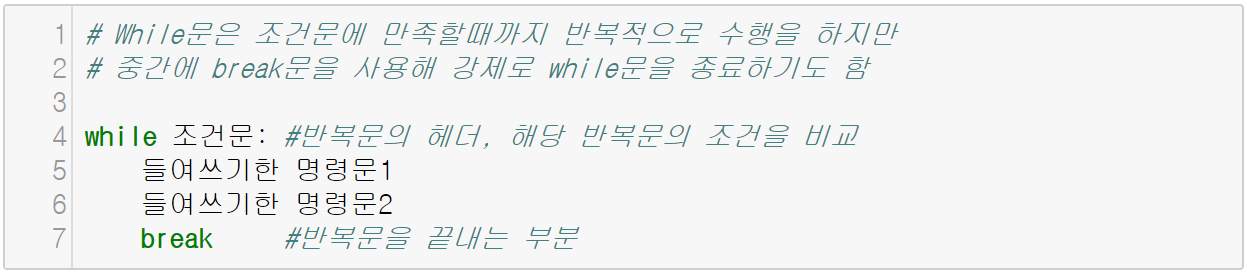 1 # While문은 조건문에 만족할때까지 반복적으로 수행을 하지만
2 # 중간에 break문을 사용해 강제로 while문을 종료하기도 함
3
4 while 조건문: #반복문의 헤더, 해당 반복문의 조건을 비교
5     들여쓰기한 명령문1
6     들여쓰기한 명령문2
7     break     #반복문을 끝내는 부분